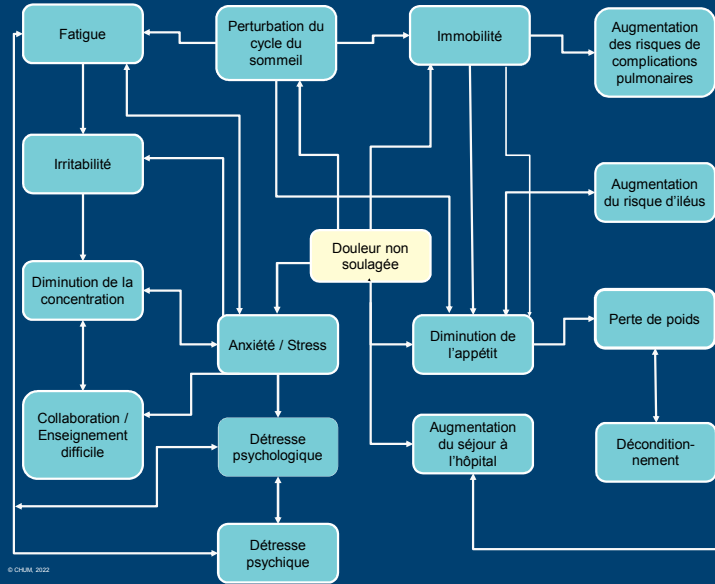 Fatigue
Perturbation du
cycle du
sommeil
Immobilité
Augmentation
des risques de
complications
pulmonaires
Irritabilité
Augmentation
du risque d'iléus
Douleur non
soulagée
Diminution de la
concentration
Anxiété / Stress
Diminution de
l'appétit
Perte de poids
Collaboration /
Enseignement
difficile
Détresse
psychologique
Augmentation
du séjour à
l'hôpital
Décondition-
nement
Détresse
psychique
© CHUM, 2022